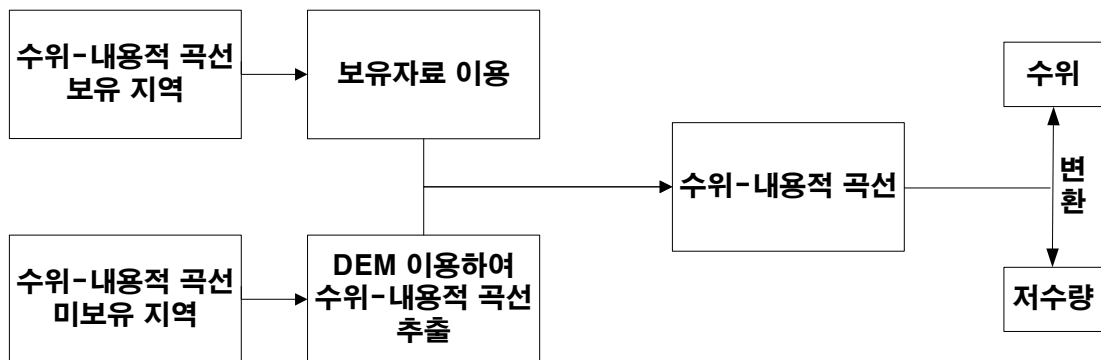 수위-내용적 곡선
보유 지역
보유자료 이용
수위-내용적 곡선
미보유 지역
DEM 이용하여
수위-내용적 곡선
추출
수위-내용적 곡선
수위
변
환
저수량